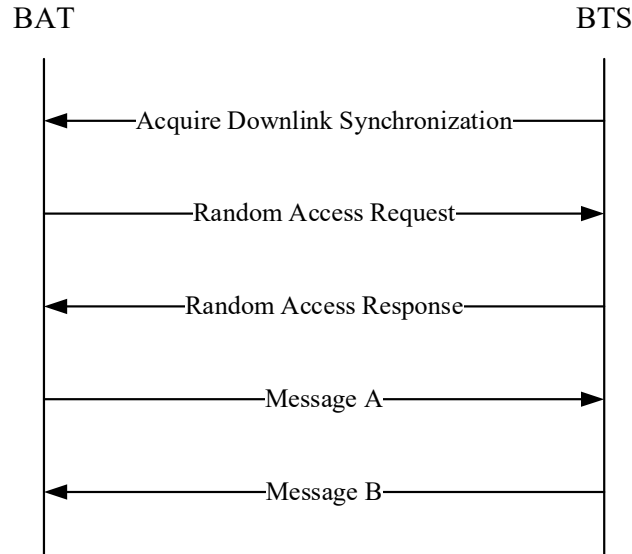 BAT
BTS
Acquire Downlink Synchronization
Random Access Request
Random Access Response
Message A
Message B